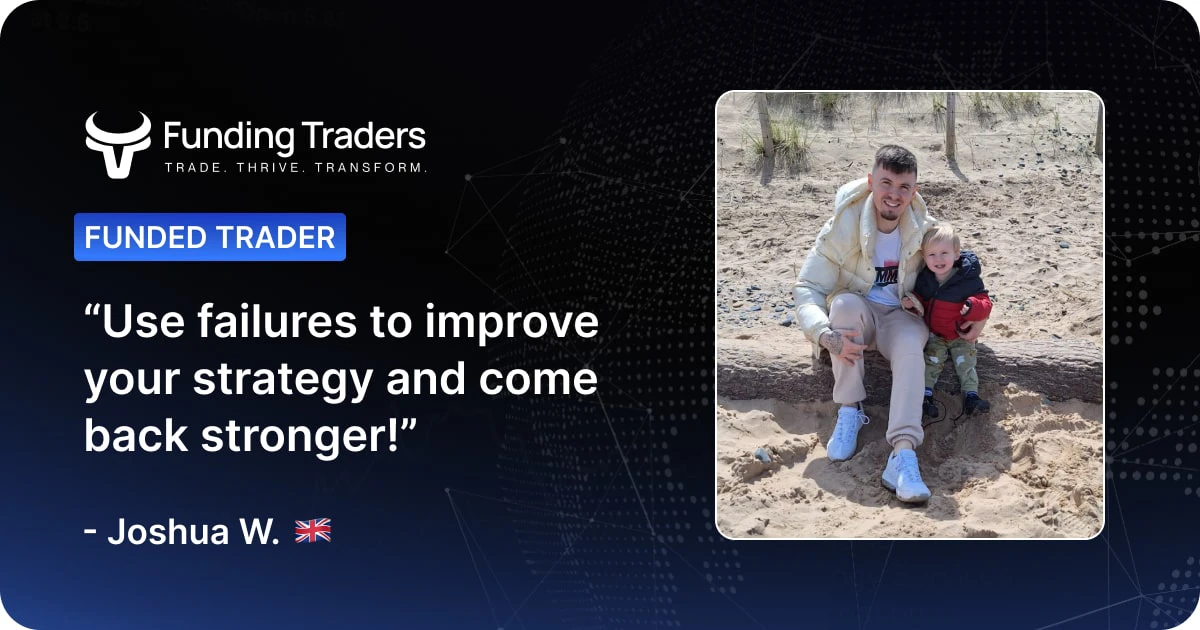 Funding Traders
TRADE. THRIVE. TRANSFORM.
FUNDED TRADER
“Use failures to improve
your strategy and come
back stronger!”
- Joshua W. 🇬🇧